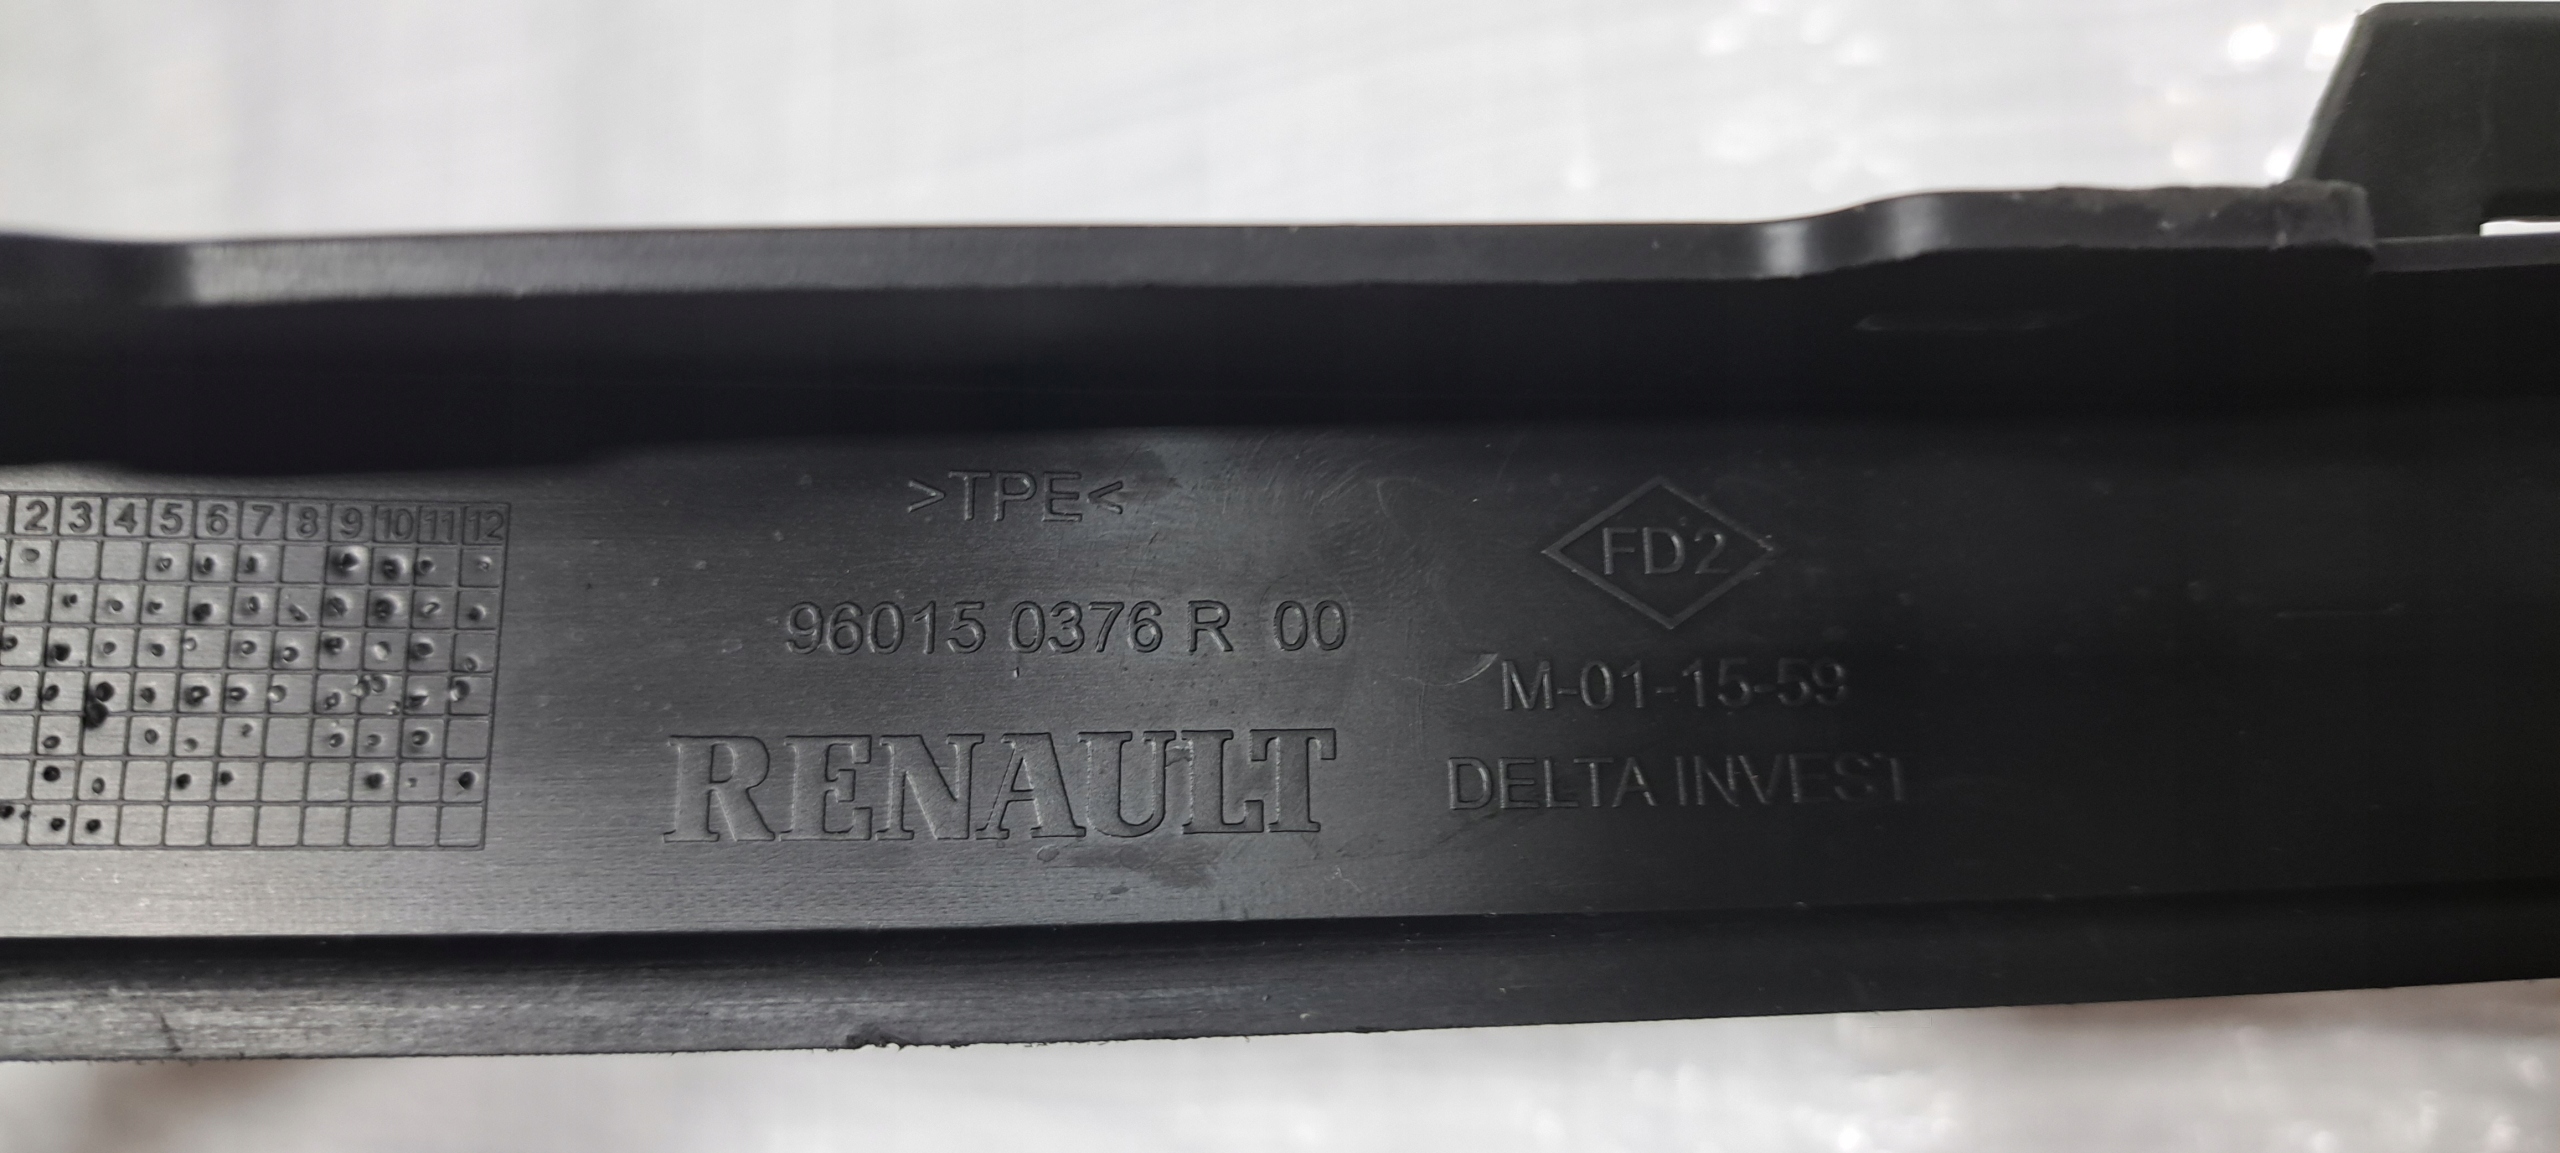 2 3 4 5 6 7 8 9 10 11 12
>TPE<
96015 0376 R 00
RENAULT
FD2
M-01-15-59
DELTA INVEST